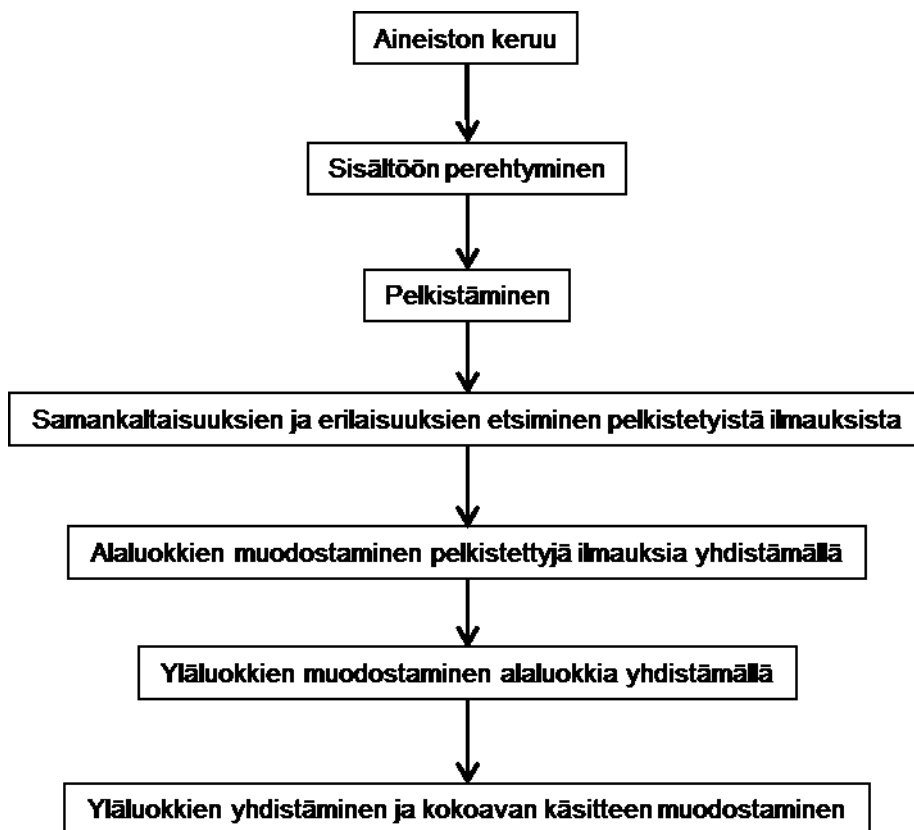 Aineiston keruu
Sisältöön perehtyminen
Pelkistäminen
Samankaltaisuuksien ja erilaisuuksien etsiminen pelkistetyistä ilmauksista
Alaluokkien muodostaminen pelkistettyjä ilmauksia yhdistämällä
Yläluokkien muodostaminen alaluokkia yhdistämällä
Yläluokkien yhdistäminen ja kokoavan käsitteen muodostaminen